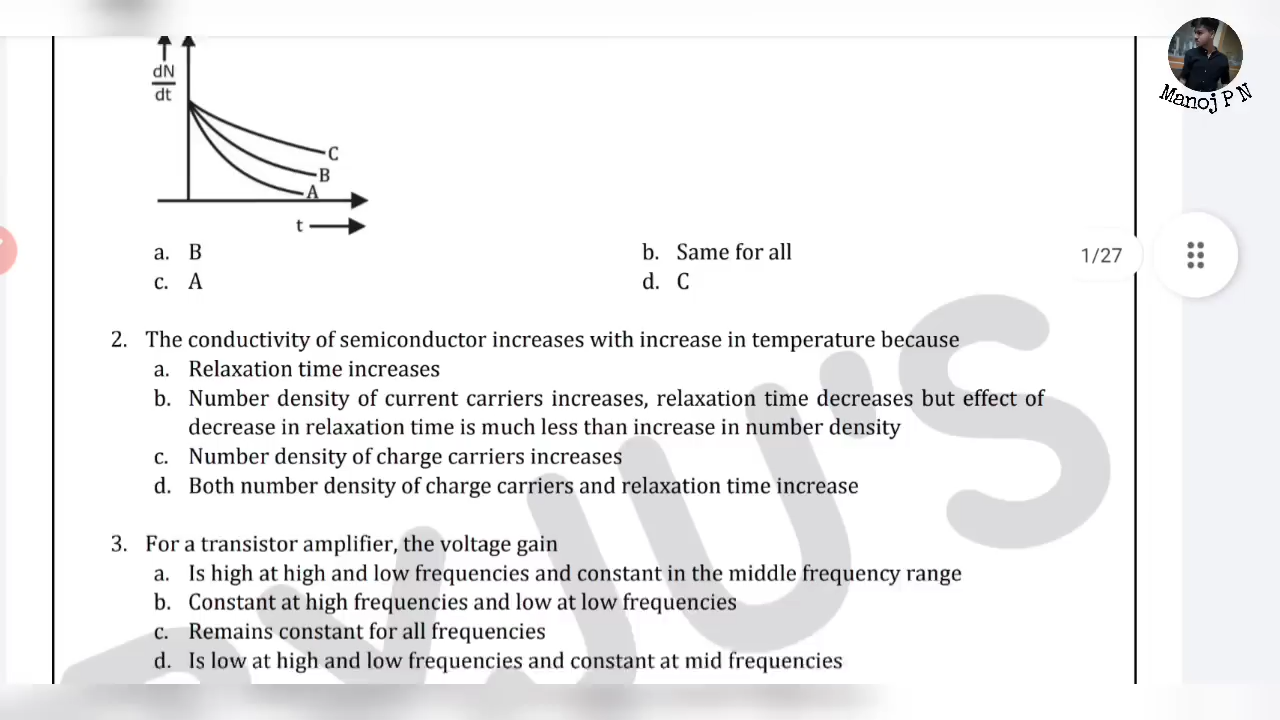 Manoj P N
dN
dt
C
B
A
t
a. B
b. Same for all
c. A
d. C
1/27
2. The conductivity of semiconductor increases with increase in temperature because
a. Relaxation time increases
b. Number density of current carriers increases, relaxation time decreases but effect of
decrease in relaxation time is much less than increase in number density
c. Number density of charge carriers increases
d. Both number density of charge carriers and relaxation time increase
3. For a transistor amplifier, the voltage gain
a. Is high at high and low frequencies and constant in the middle frequency range
b. Constant at high frequencies and low at low frequencies
c. Remains constant for all frequencies
d. Is low at high and low frequencies and constant at mid frequencies
BYJU'S